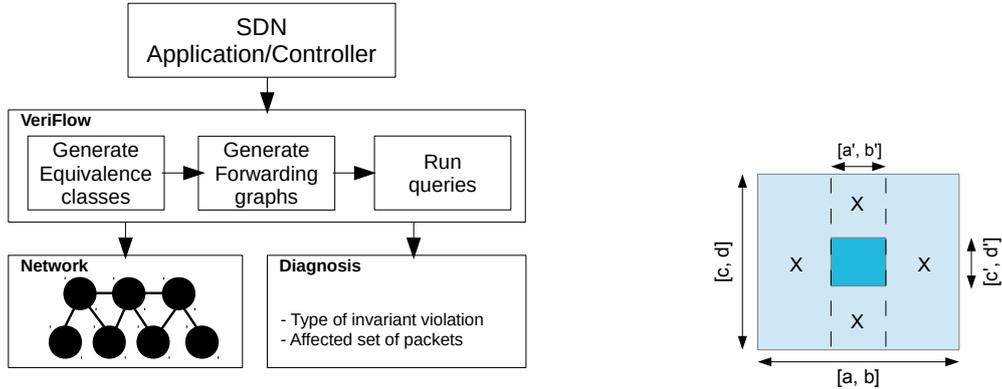 SDN
Application/Controller
VeriFlow
Generate
Equivalence
classes
Generate
Forwarding
graphs
Run
queries
Network
Diagnosis
- Type of invariant violation
- Affected set of packets
[a', b']
X
[c, d]
X
X
[c', d']
X
[a, b]